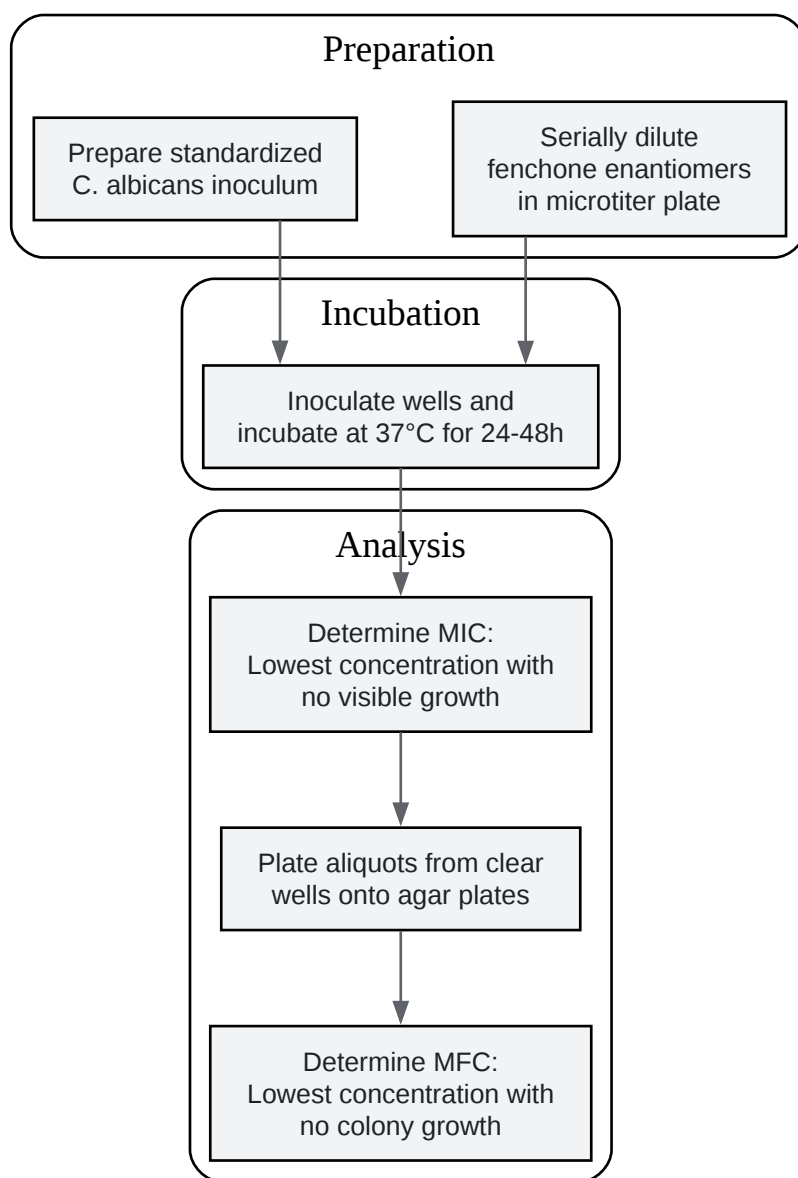 Preparation
Prepare standardized
C. albicans inoculum
Serially dilute
fenchone enantiomers
in microtiter plate
Incubation
Inoculate wells and
incubate at 37°C for 24-48h
Analysis
Determine MIC:
Lowest concentration with
no visible growth
Plate aliquots from clear
wells onto agar plates
Determine MFC:
Lowest concentration with
no colony growth